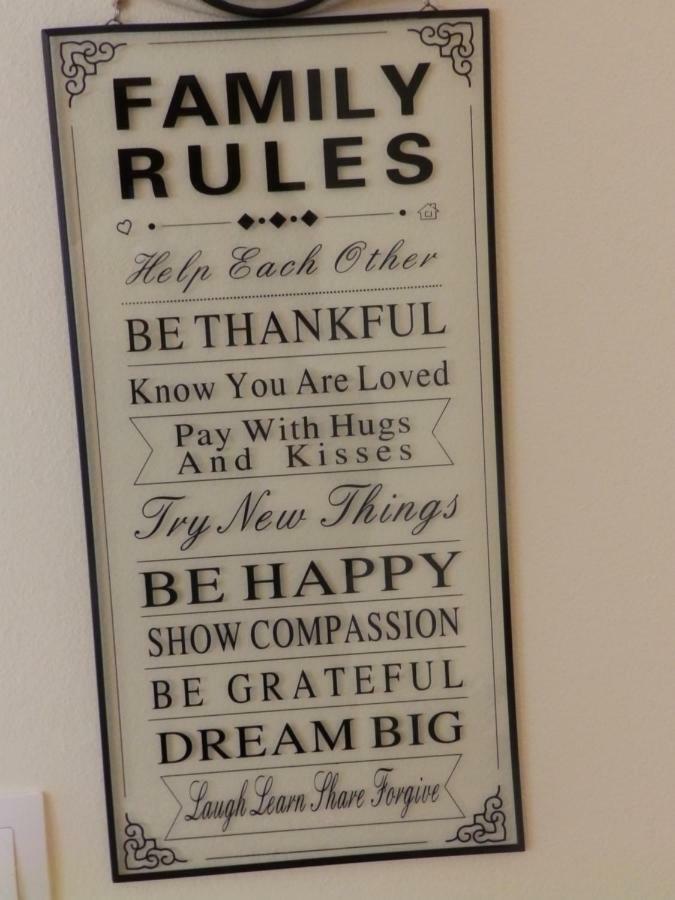 FAMILY
RULES
Help Each Other
BE THANKFUL
Know You Are Loved
Pay With Hugs
And Kisses
Try New Things
BE HAPPY
SHOW COMPASSION
BE GRATEFUL
DREAM BIG
Laugh Learn Share Forgive